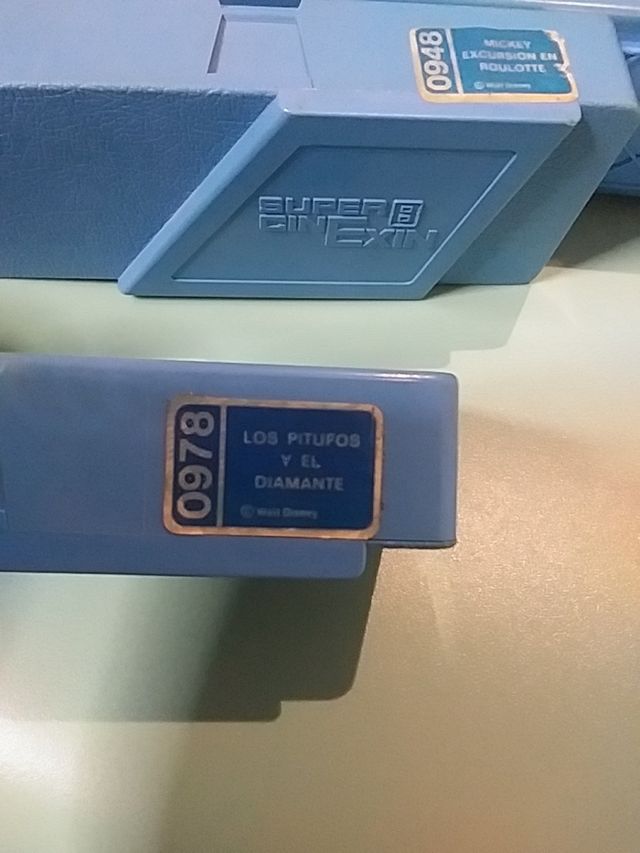 0948
MICKEY
EXCURSION EN
ROULOTTE
© Walt Disney
SUPER 8
CINEXIN
0978
LOS PITUFOS
Y EL
DIAMANTE
© Walt Disney